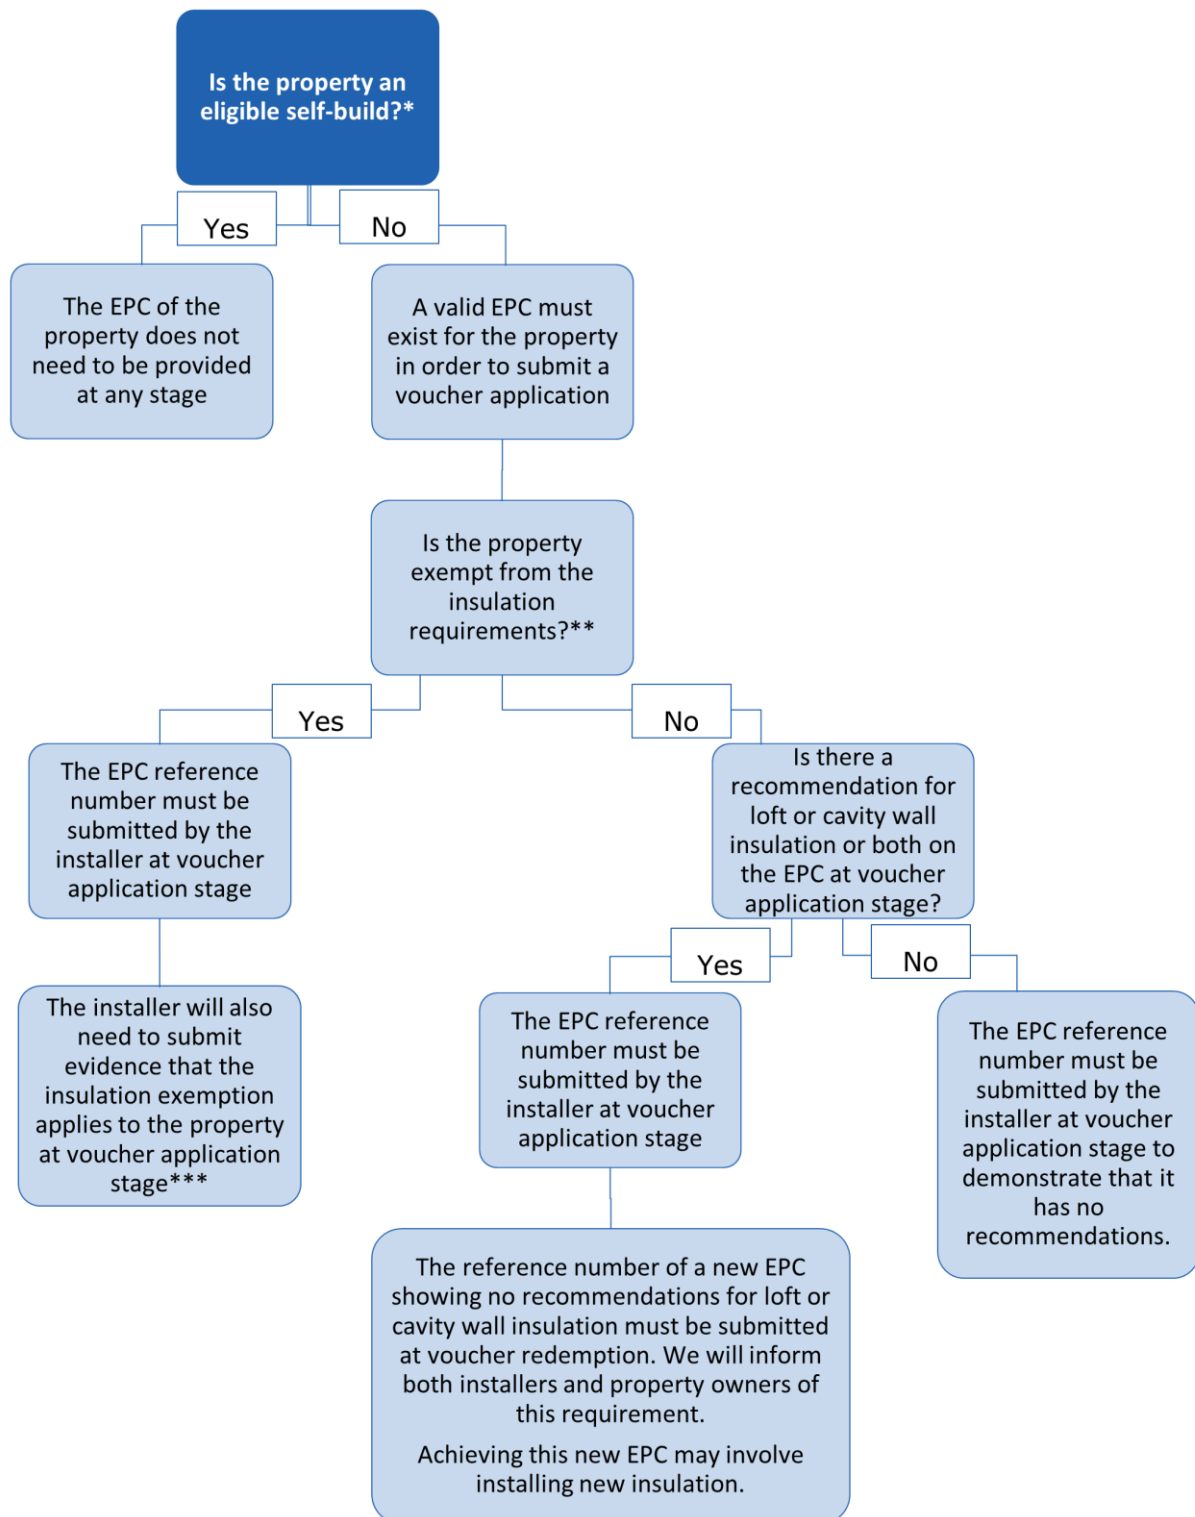 Is the property an
eligible self-build?*
Yes
No
The EPC of the
property does not
need to be provided
at any stage
A valid EPC must
exist for the property
in order to submit a
voucher application
Is the property
exempt from the
insulation
requirements?**
Yes
No
The EPC reference
number must be
submitted by the
installer at voucher
application stage
Is there a
recommendation for
loft or cavity wall
insulation or both on
the EPC at voucher
application stage?
Yes
No
The installer will also
need to submit
evidence that the
insulation exemption
applies to the property
at voucher application
stage***
The EPC reference
number must be
submitted by the
installer at voucher
application stage
The EPC reference
number must be
submitted by the
installer at voucher
application stage to
demonstrate that it
has no
recommendations.
The reference number of a new EPC
showing no recommendations for loft or
cavity wall insulation must be submitted
at voucher redemption. We will inform
both installers and property owners of
this requirement.
Achieving this new EPC may involve
installing new insulation.